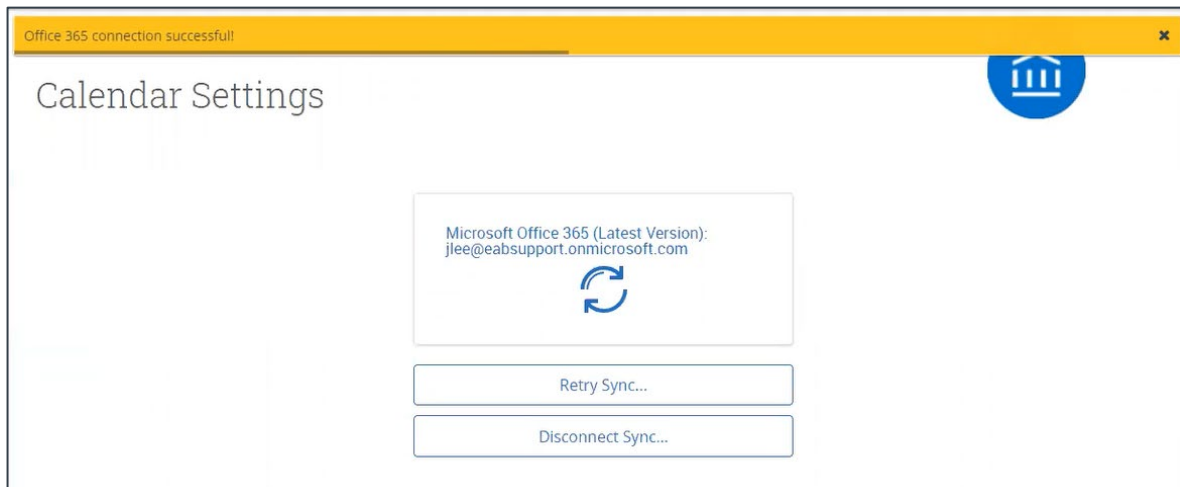 Office 365 connection successful!
Calendar Settings
Microsoft Office 365 (Latest Version):
jlee@eabsupport.onmicrosoft.com
Retry Sync...
Disconnect Sync...